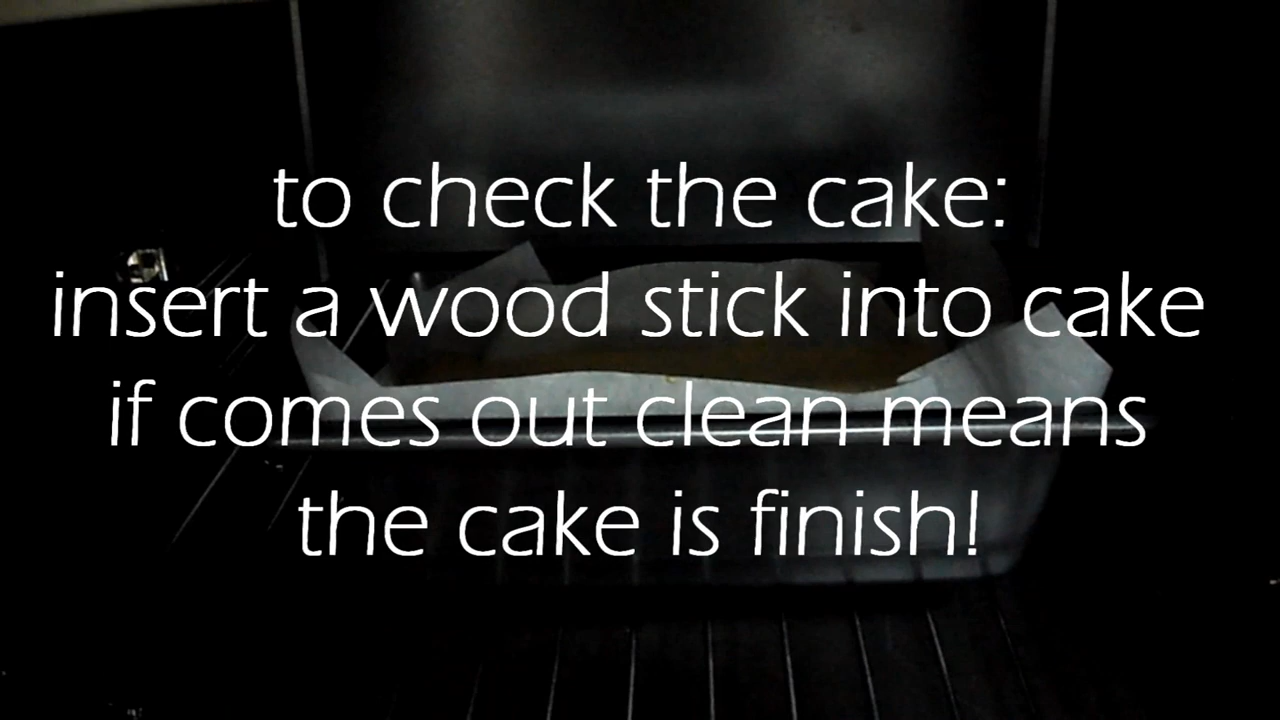 to check the cake:
insert a wood stick into cake
if comes out clean means
the cake is finish!